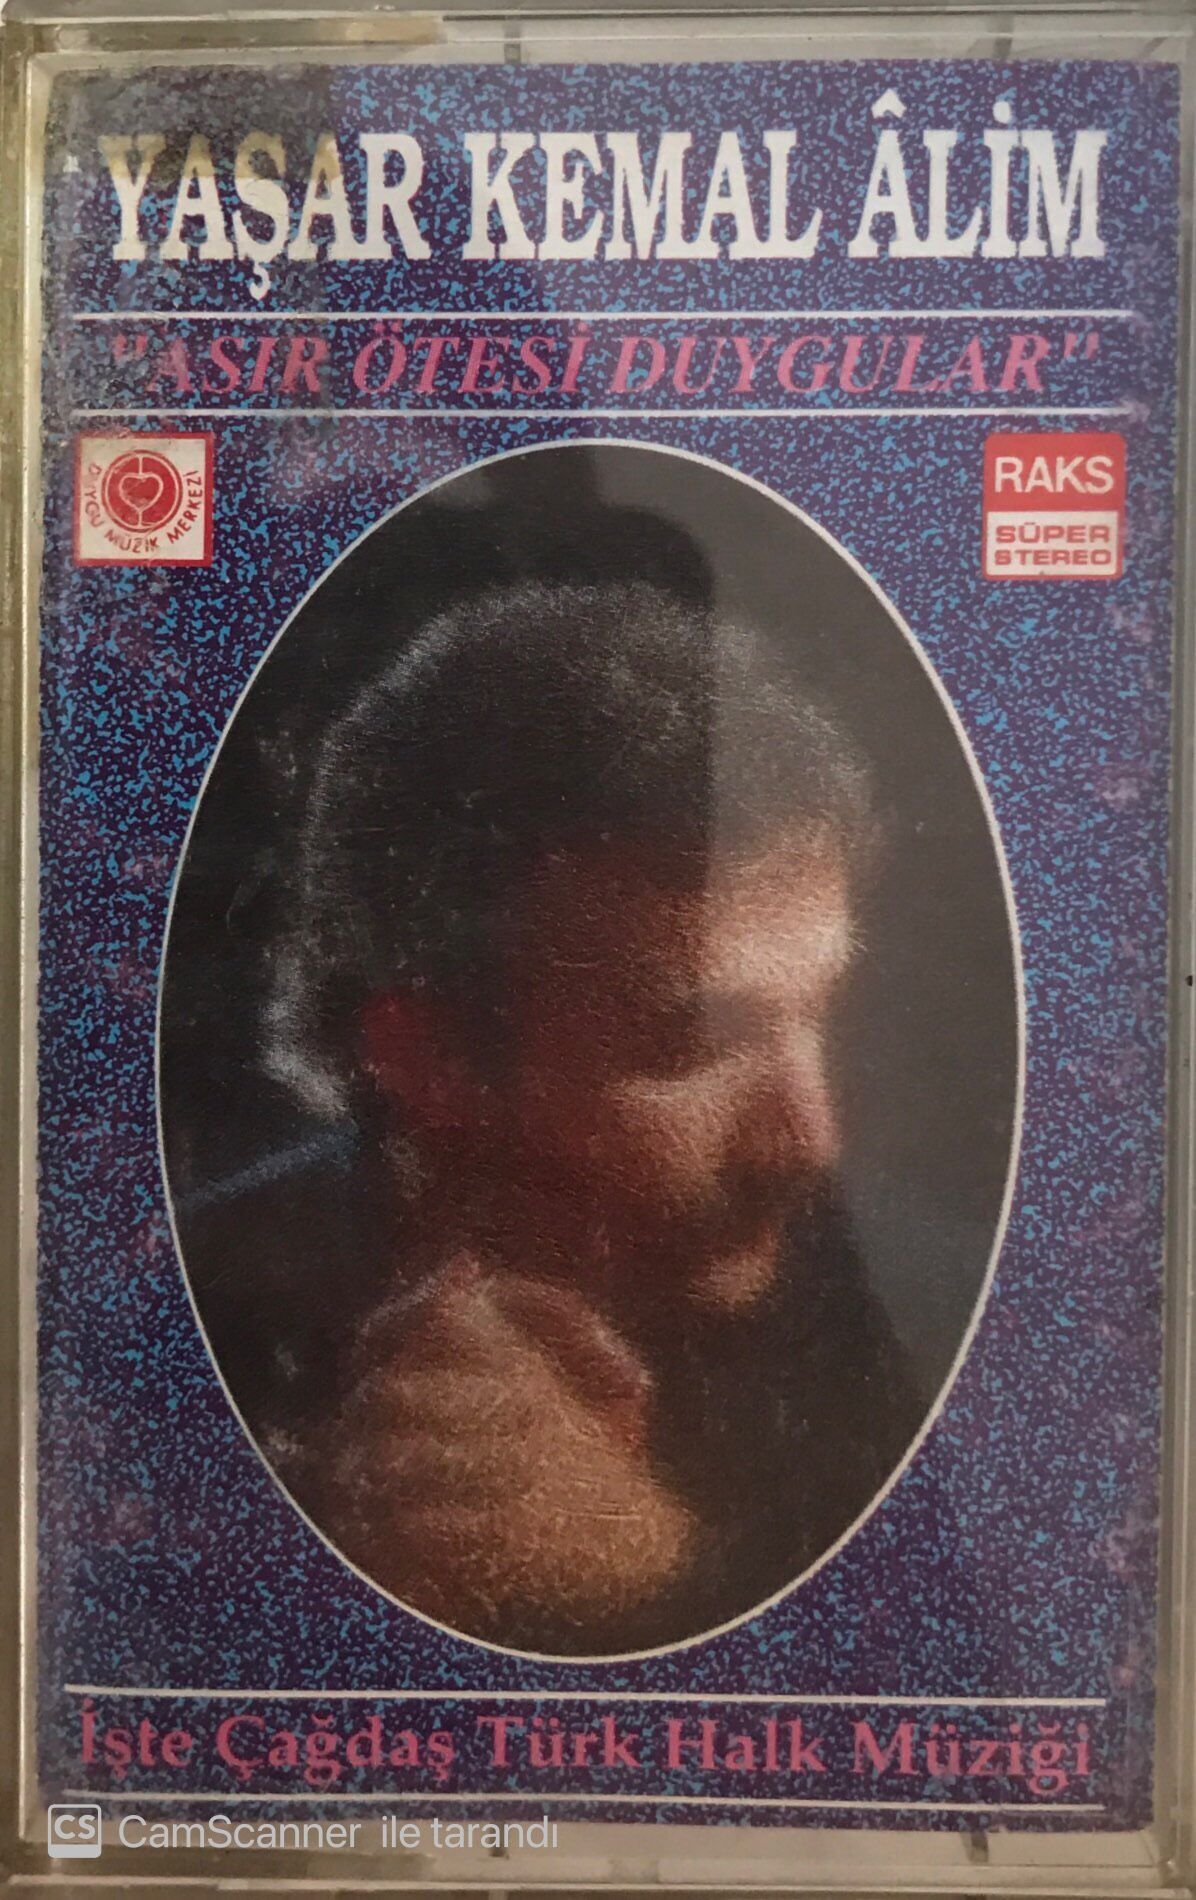 YAŞAR KEMAL ÂLİM
"ASIR ÖTESİ DUYGULAR"
DUYGU MÜZİK MERKEZİ
RAKS
SÜPER
STEREO
İşte Çağdaş Türk Halk Müziği
CS CamScanner ile tarandı